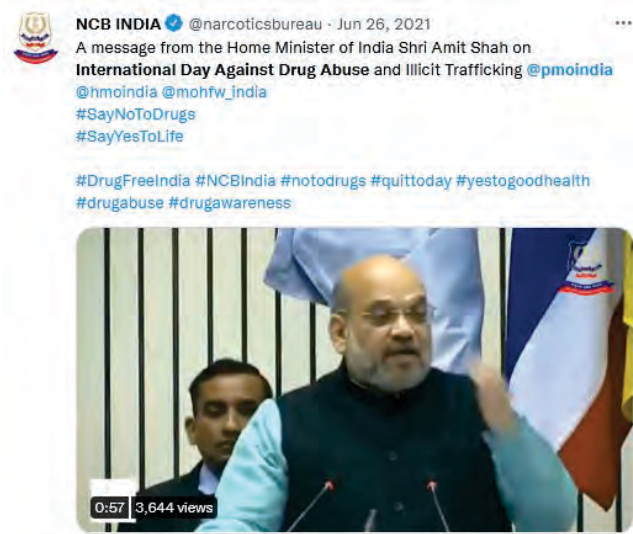 NCB INDIA @narcoticsbureau · Jun 26, 2021
A message from the Home Minister of India Shri Amit Shah on
International Day Against Drug Abuse and Illicit Trafficking @pmoindia
@hmoindia @mohfw_india
#SayNoToDrugs
#SayYesToLife
#DrugFreeIndia #NCBIndia #notodrugs #quittoday #yestogoodhealth
#drugabuse #drugawareness
0:57 3,644 views